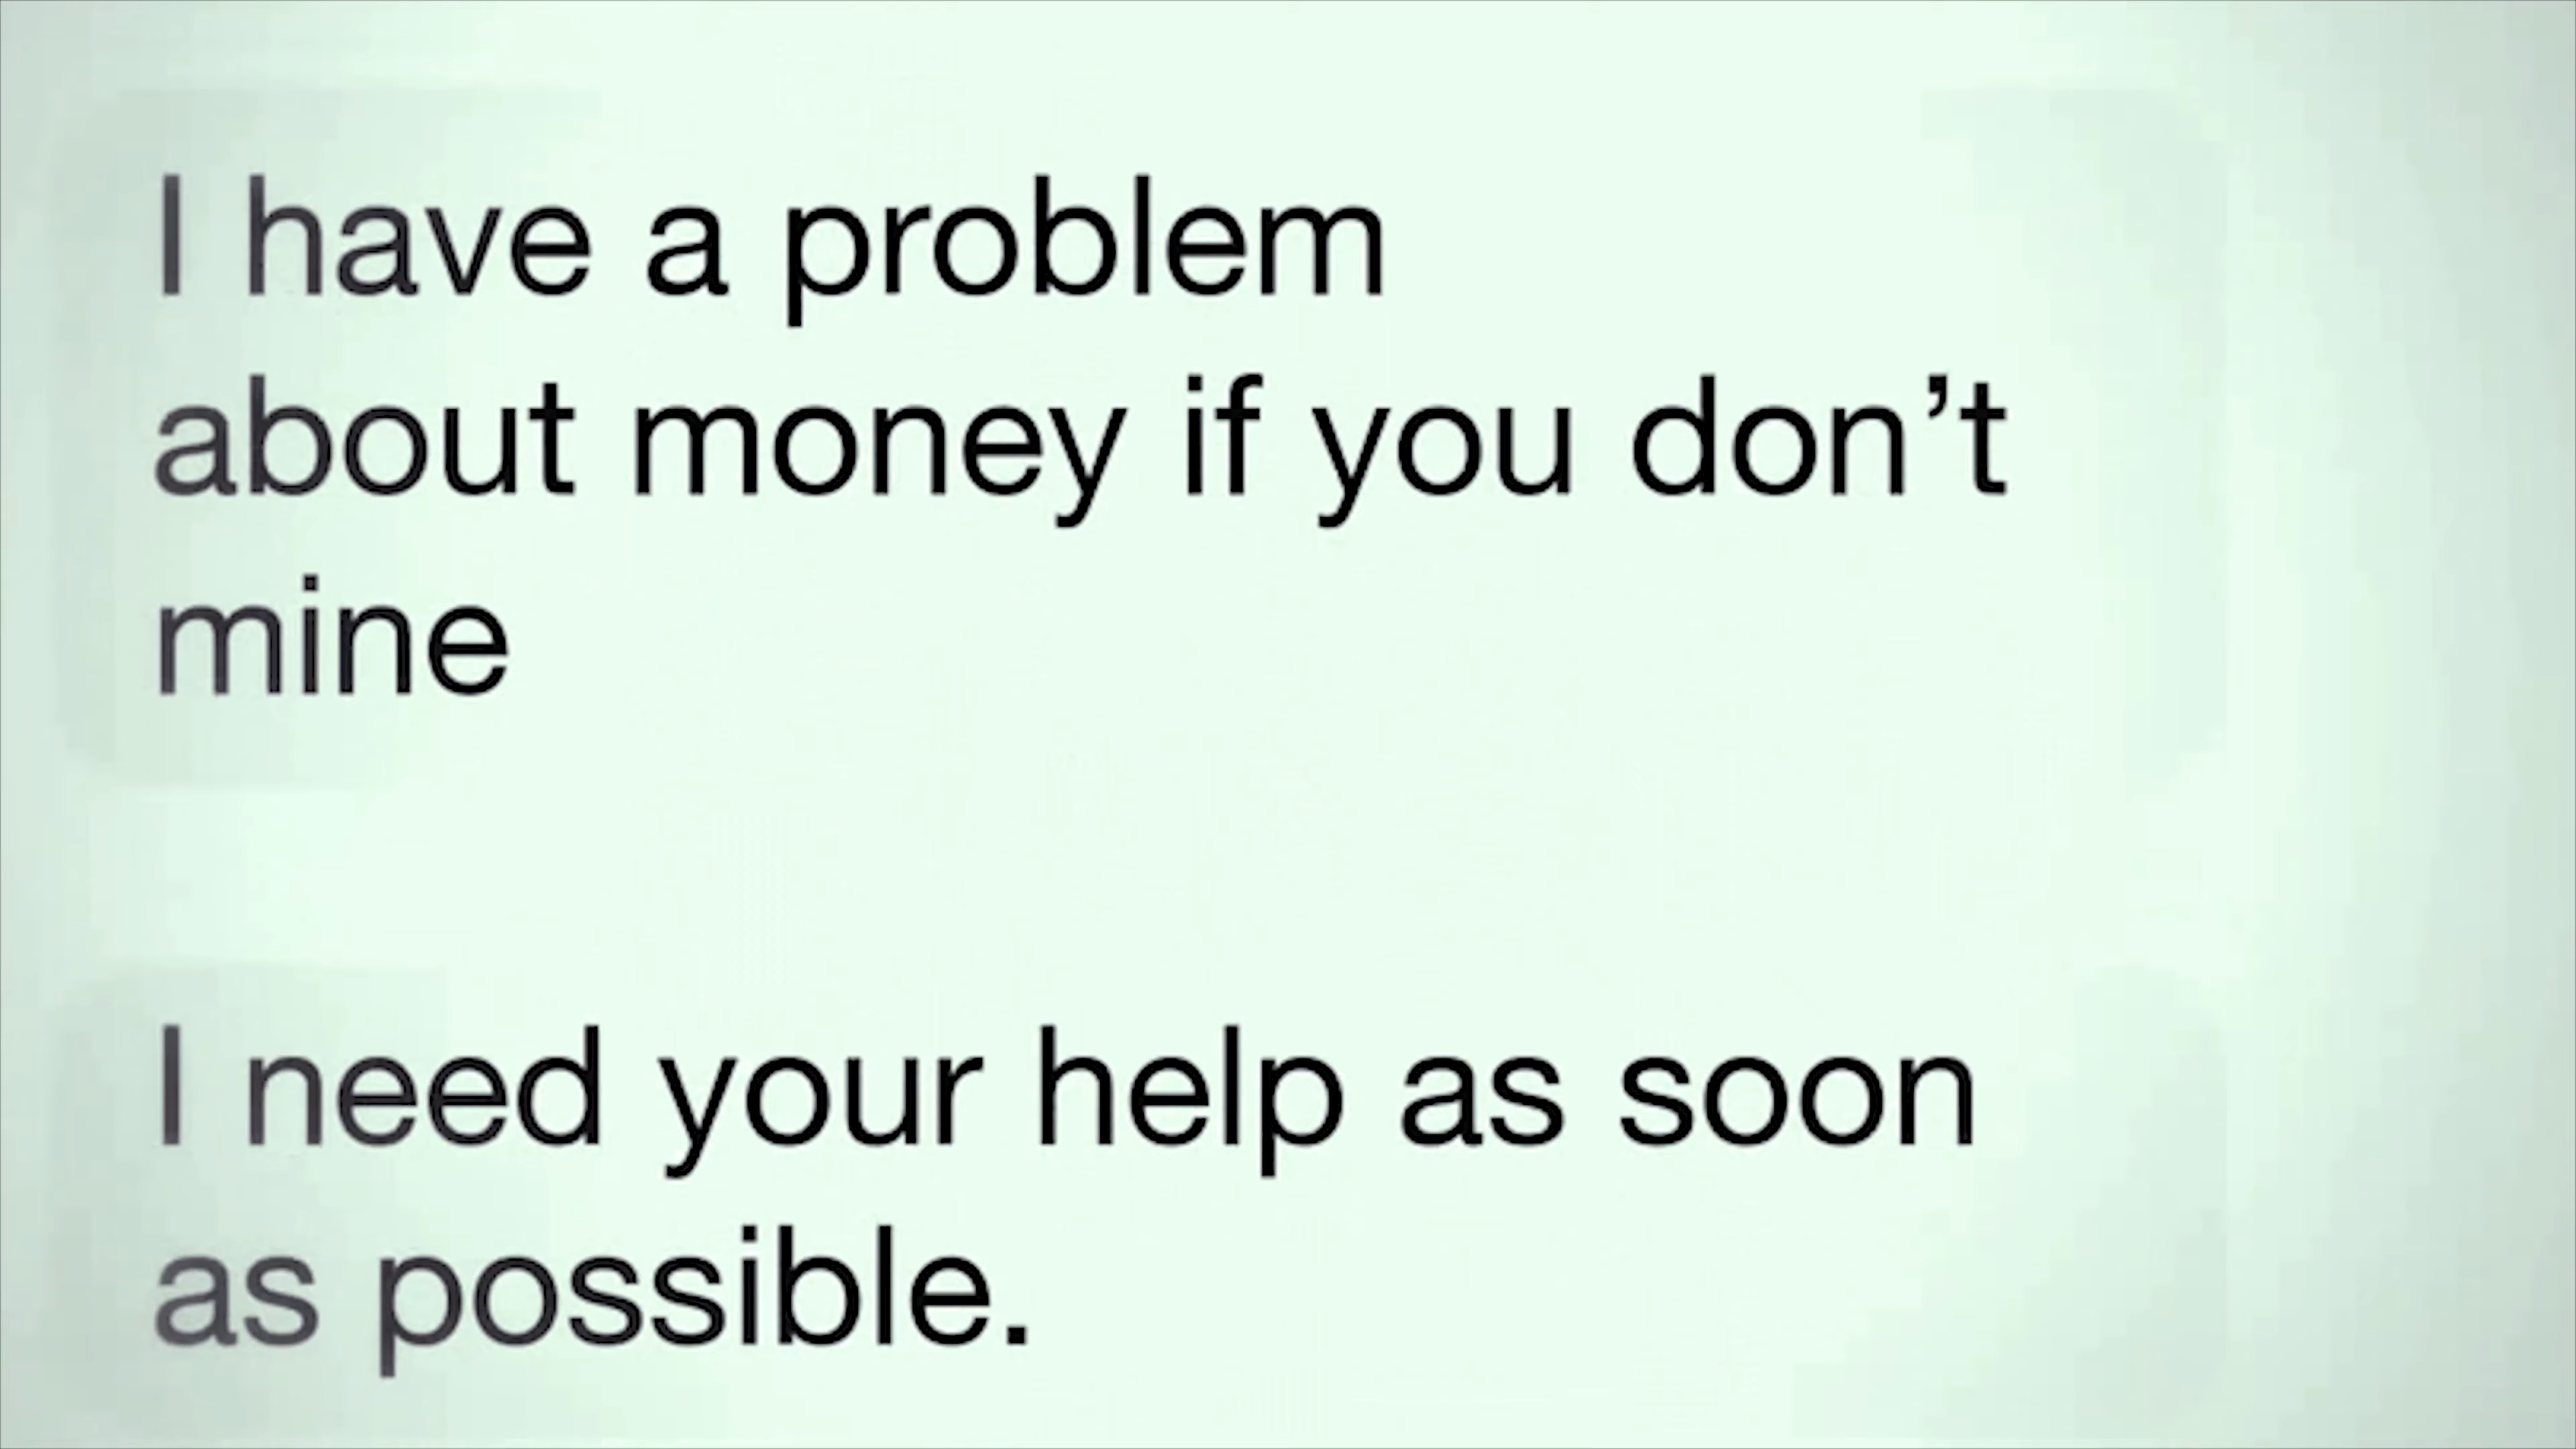 I have a problem
about money if you don’t
mine
I need your help as soon
as possible.